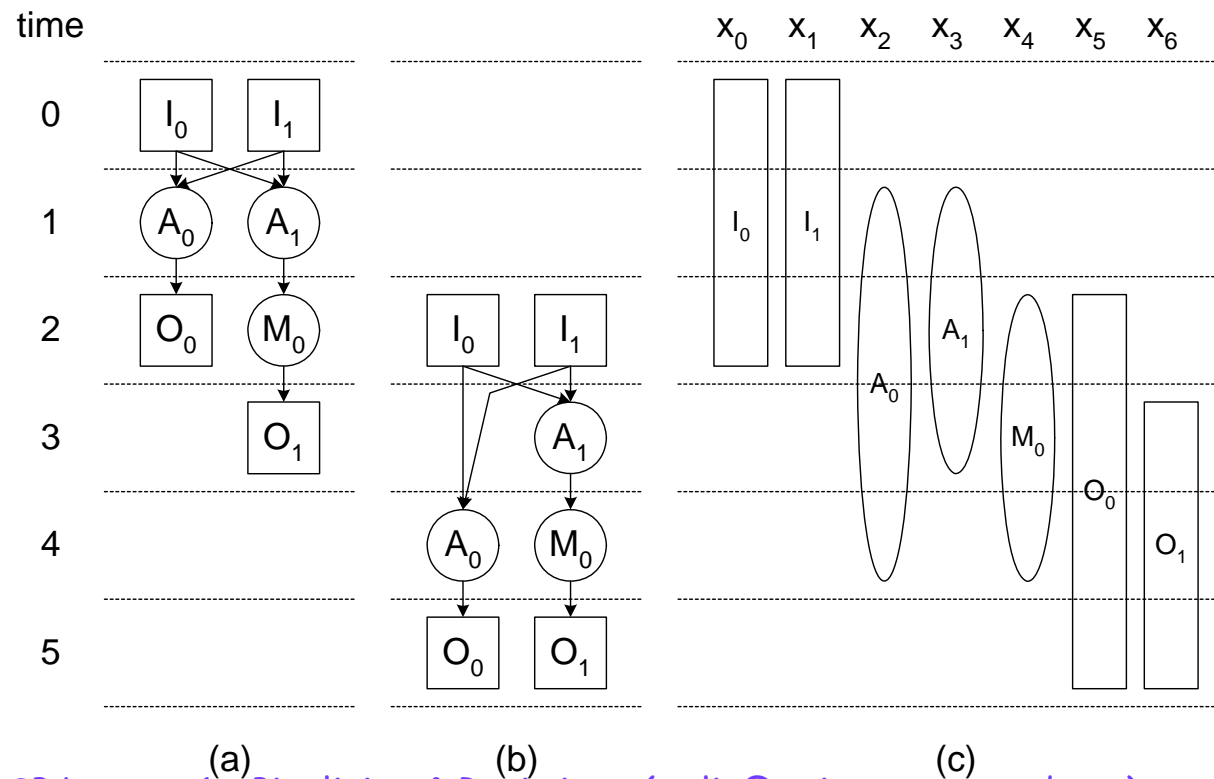 time x₀ x₁ x₂ x₃ x₄ x₅ x₆
0 I₀ I₁
1 A₀ A₁ I₀ I₁
2 O₀ M₀ I₀ I₁ A₁
A₀
3 O₁ A₁ M₀
O₀
4 A₀ M₀ O₁
5 O₀ O₁
(a) (b) (c)